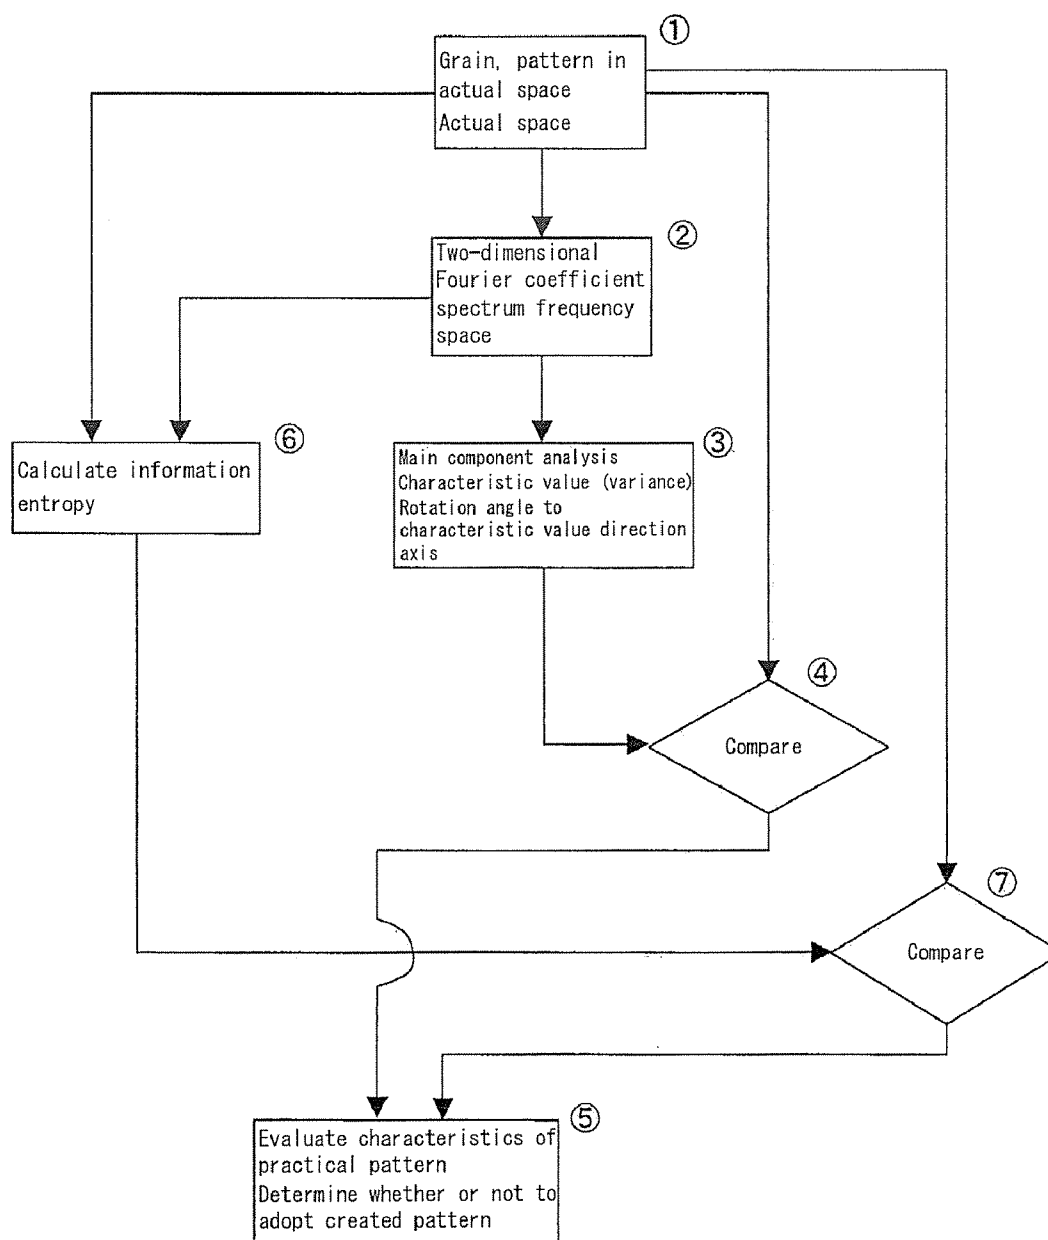 ①
Grain, pattern in
actual space
Actual space
②
Two-dimensional
Fourier coefficient
spectrum frequency
space
⑥
Calculate information
entropy
③
Main component analysis
Characteristic value (variance)
Rotation angle to
characteristic value direction
axis
④
Compare
⑦
Compare
⑤
Evaluate characteristics of
practical pattern
Determine whether or not to
adopt created pattern